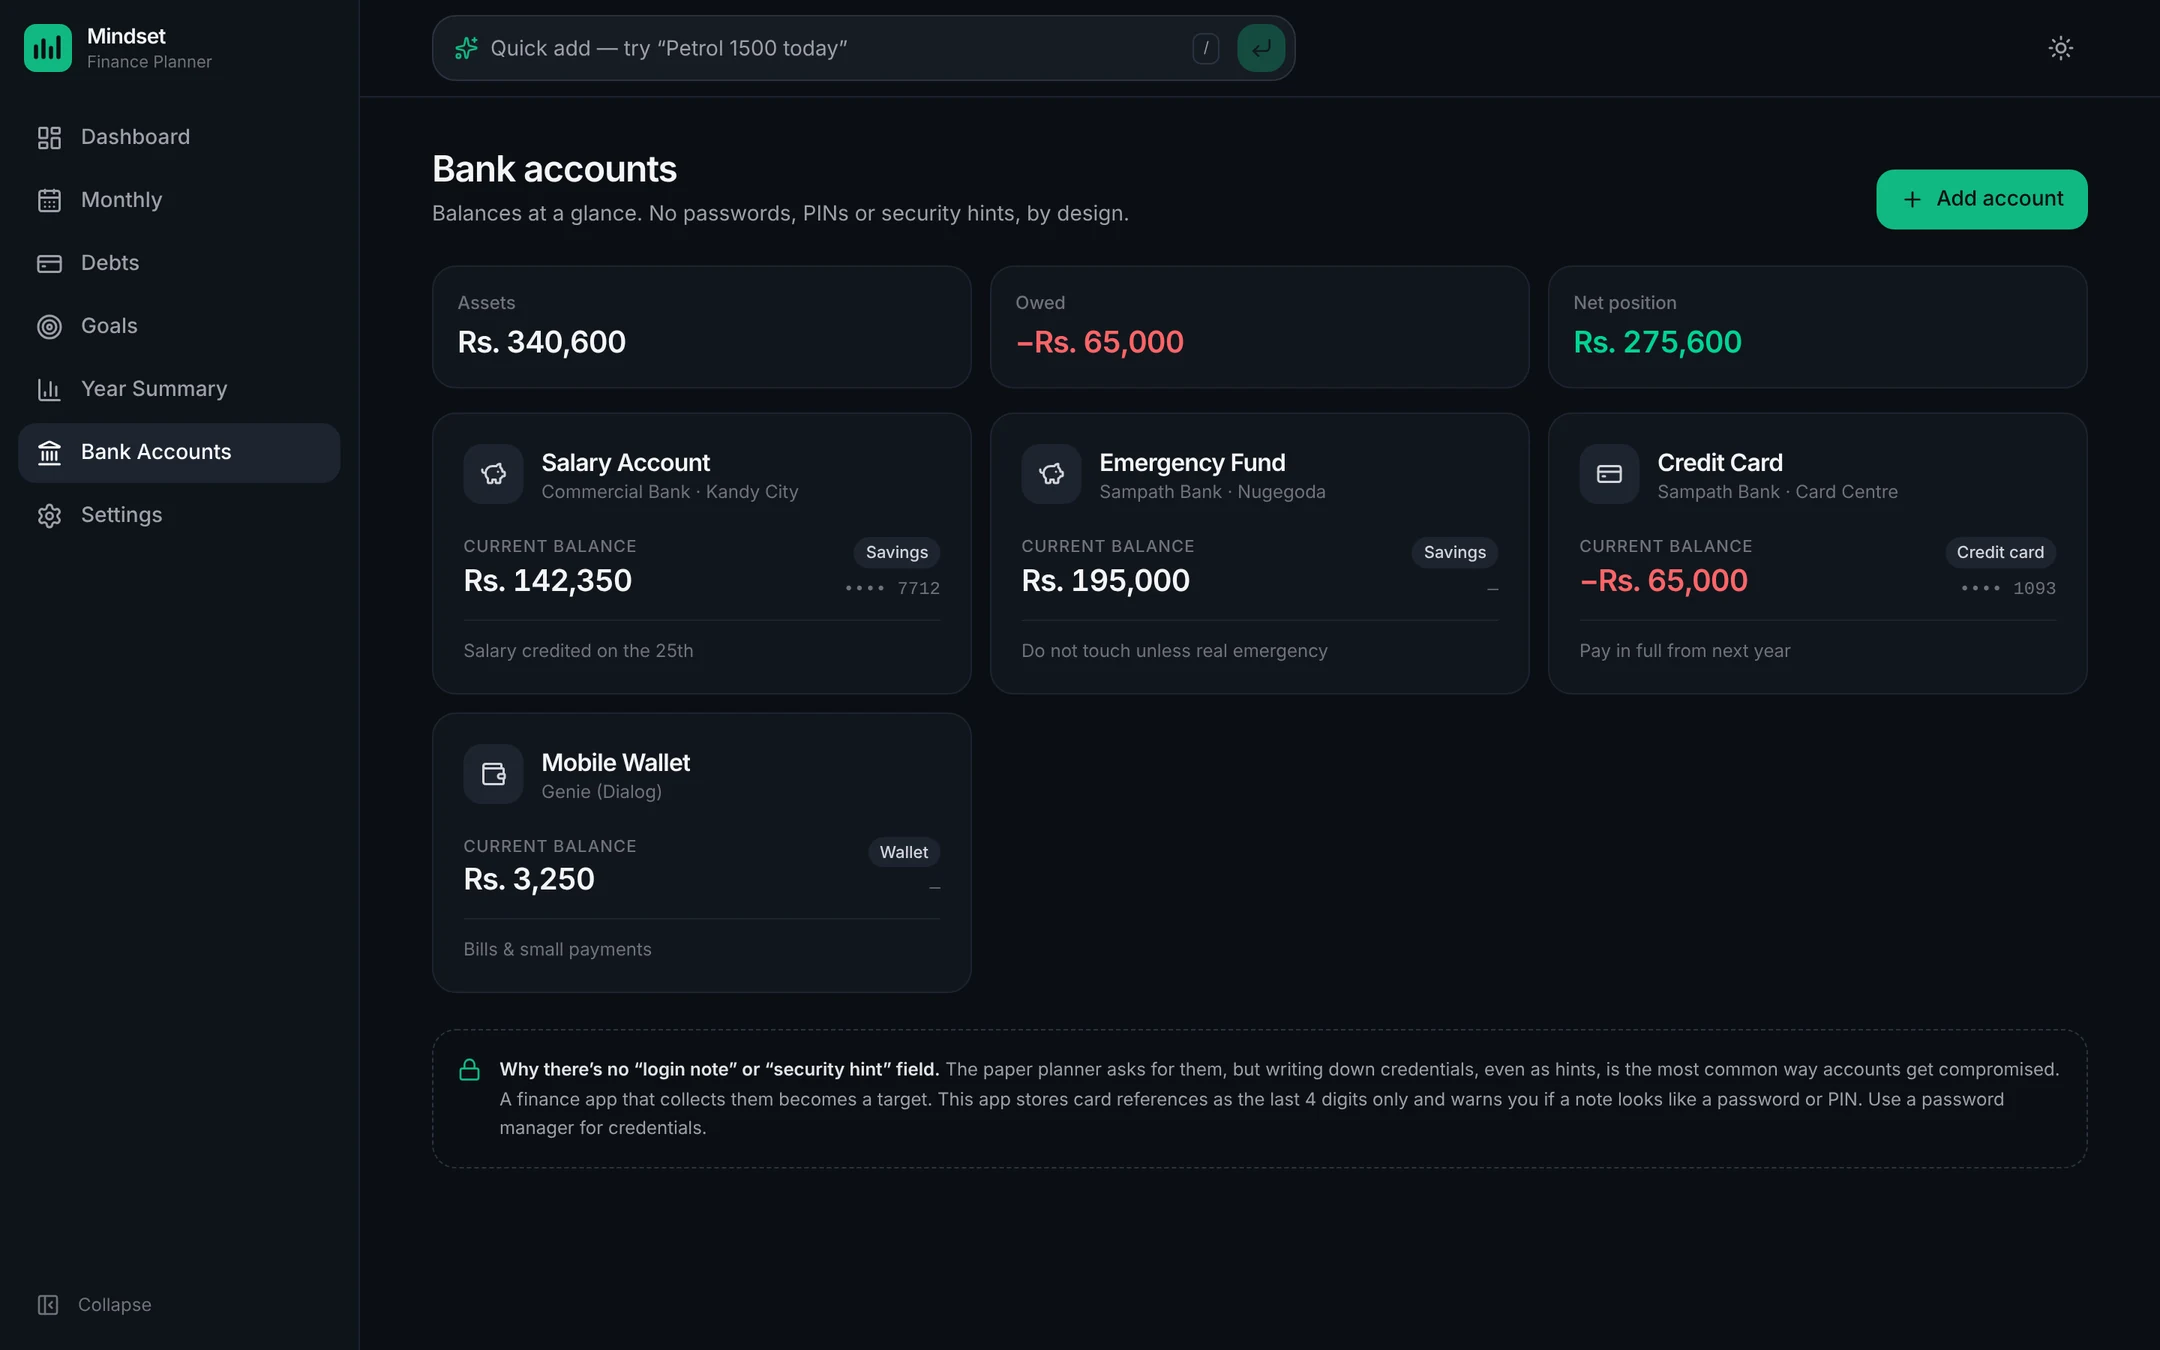 Mindset
Finance Planner
Dashboard
Monthly
Debts
Goals
Year Summary
Bank Accounts
Settings
Collapse
Quick add — try “Petrol 1500 today”
/
Bank accounts
Balances at a glance. No passwords, PINs or security hints, by design.
+ Add account
Assets
Rs. 340,600
Owed
−Rs. 65,000
Net position
Rs. 275,600
Salary Account
Commercial Bank · Kandy City
CURRENT BALANCE
Savings
Rs. 142,350
•••• 7712
Salary credited on the 25th
Emergency Fund
Sampath Bank · Nugegoda
CURRENT BALANCE
Savings
Rs. 195,000
—
Do not touch unless real emergency
Credit Card
Sampath Bank · Card Centre
CURRENT BALANCE
Credit card
−Rs. 65,000
•••• 1093
Pay in full from next year
Mobile Wallet
Genie (Dialog)
CURRENT BALANCE
Wallet
Rs. 3,250
—
Bills & small payments
Why there’s no “login note” or “security hint” field. The paper planner asks for them, but writing down credentials, even as hints, is the most common way accounts get compromised.
A finance app that collects them becomes a target. This app stores card references as the last 4 digits only and warns you if a note looks like a password or PIN. Use a password
manager for credentials.